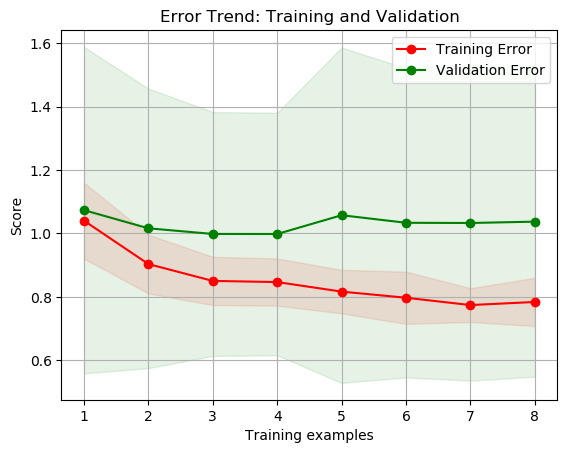 Error Trend: Training and Validation
Training Error
Validation Error
1.6
1.4
1.2
1.0
0.8
0.6
Score
1 2 3 4 5 6 7 8
Training examples